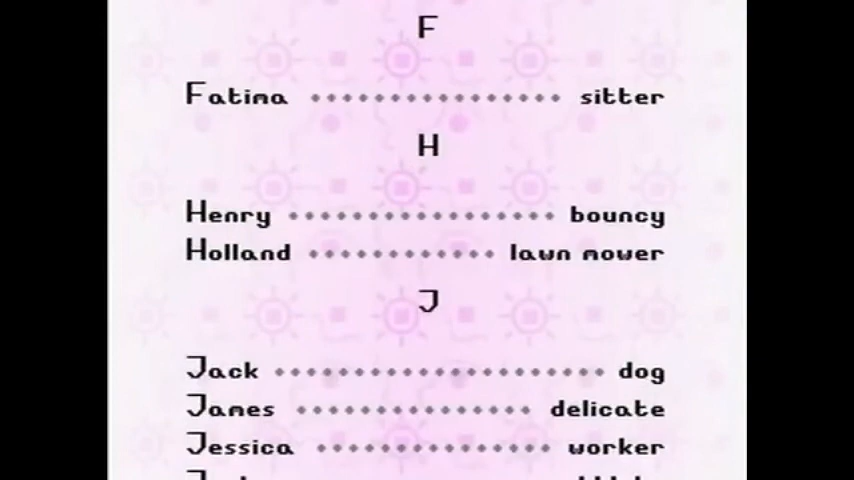 F
Fatima ................ sitter
H
Henry ................. bouncy
Holland ............ lawn mower
J
Jack ..................... dog
James ............... delicate
Jessica ............... worker